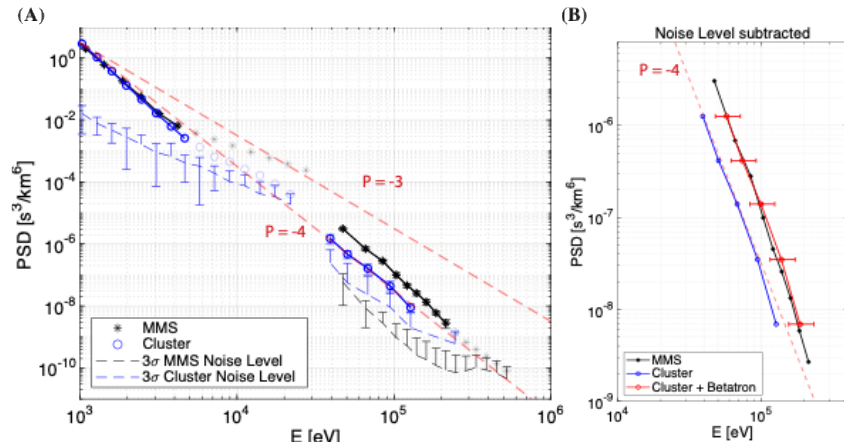 (A)
PSD [s³/km⁶]
10⁰
10⁻²
10⁻⁴
10⁻⁶
10⁻⁸
10⁻¹⁰
P = -3
P = -4
MMS
Cluster
3σ MMS Noise Level
3σ Cluster Noise Level
10³
10⁴
10⁵
10⁶
E [eV]
(B)
Noise Level subtracted
P = -4
PSD [s³/km⁶]
10⁻⁶
10⁻⁷
10⁻⁸
10⁻⁹
MMS
Cluster
Cluster + Betatron
10⁴
10⁵
E [eV]